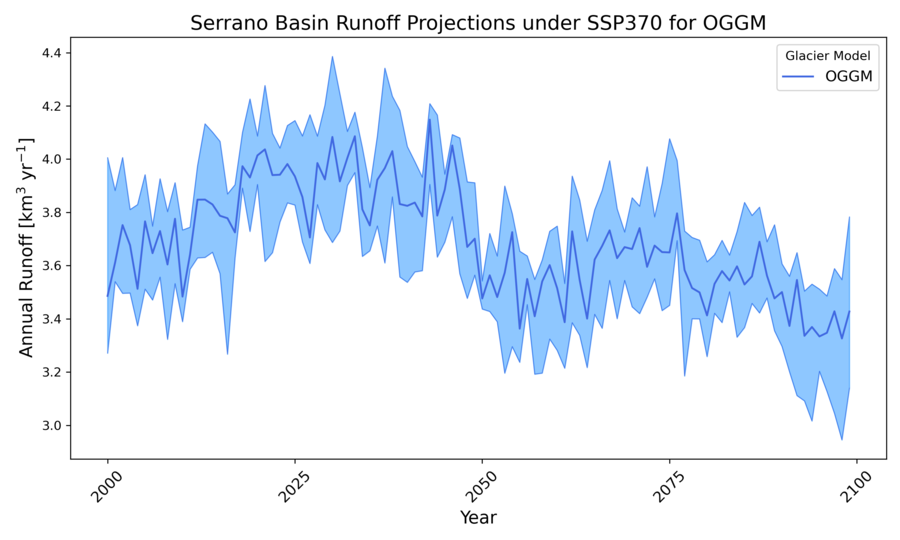 Serrano Basin Runoff Projections under SSP370 for OGGM
Glacier Model
OGGM
Annual Runoff [km³ yr⁻¹]
4.4
4.2
4.0
3.8
3.6
3.4
3.2
3.0
2000
2025
2050
2075
2100
Year